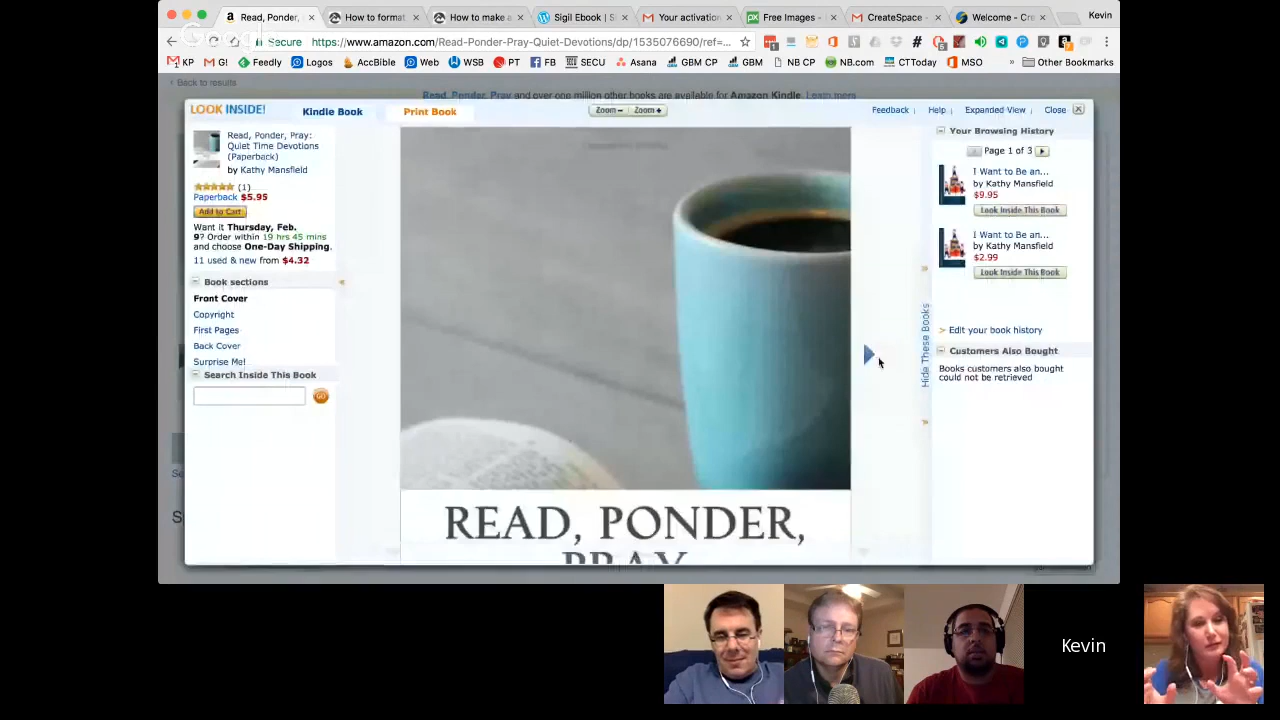 Read, Ponder,
How to format
How to make a
Sigil Ebook | Si
Your activation
Free Images -
CreateSpace
Welcome - Cre
Kevin
Secure https://www.amazon.com/Read-Ponder-Pray-Quiet-Devotions/dp/1535076690/ref=...
KP G! Feedly Logos AccBible Web WSB PT FB SECU Asana GBM CP GBM NB CP NB.com CTToday MSO » Other Bookmarks
‹ Back to results
Read, Ponder, Pray and over one million other books are available for Amazon Kindle. Learn more
LOOK INSIDE! Kindle Book Print Book Zoom− Zoom+ Feedback Help Expanded View Close
Read, Ponder, Pray:
Quiet Time Devotions
(Paperback)
by Kathy Mansfield
(1)
Paperback $5.95
Add to Cart
Want it Thursday, Feb.
9? Order within 19 hrs 45 mins
and choose One-Day Shipping.
11 used & new from $4.32
Book sections
Front Cover
Copyright
First Pages
Back Cover
Surprise Me!
Search Inside This Book
GO
READ, PONDER,
PRAY
Hide These Books
Your Browsing History
Page 1 of 3
I Want to Be an...
by Kathy Mansfield
$9.95
Look Inside This Book
I Want to Be an...
by Kathy Mansfield
$2.99
Look Inside This Book
> Edit your book history
Customers Also Bought
Books customers also bought
could not be retrieved
Kevin